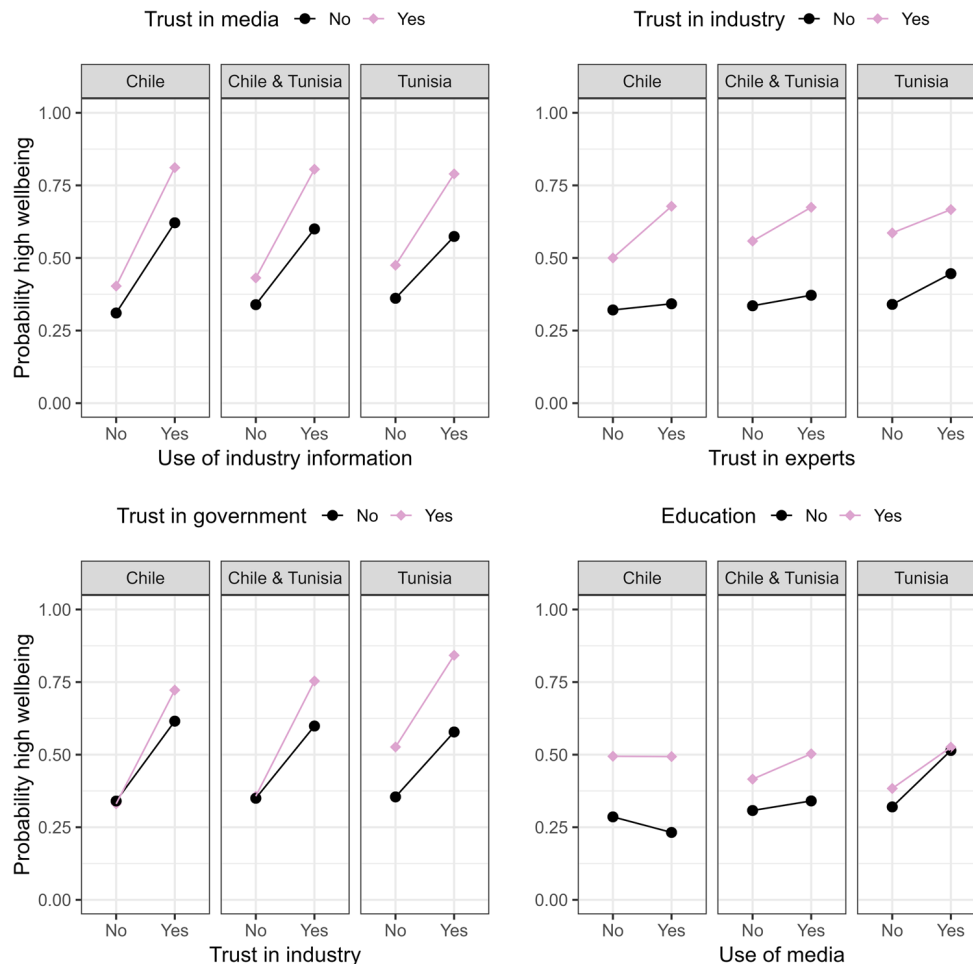 Trust in media No Yes
Chile Chile & Tunisia Tunisia
Probability high wellbeing
1.00
0.75
0.50
0.25
0.00
No Yes No Yes No Yes
Use of industry information
Trust in industry No Yes
Chile Chile & Tunisia Tunisia
1.00
0.75
0.50
0.25
0.00
No Yes No Yes No Yes
Trust in experts
Trust in government No Yes
Chile Chile & Tunisia Tunisia
Probability high wellbeing
1.00
0.75
0.50
0.25
0.00
No Yes No Yes No Yes
Trust in industry
Education No Yes
Chile Chile & Tunisia Tunisia
1.00
0.75
0.50
0.25
0.00
No Yes No Yes No Yes
Use of media